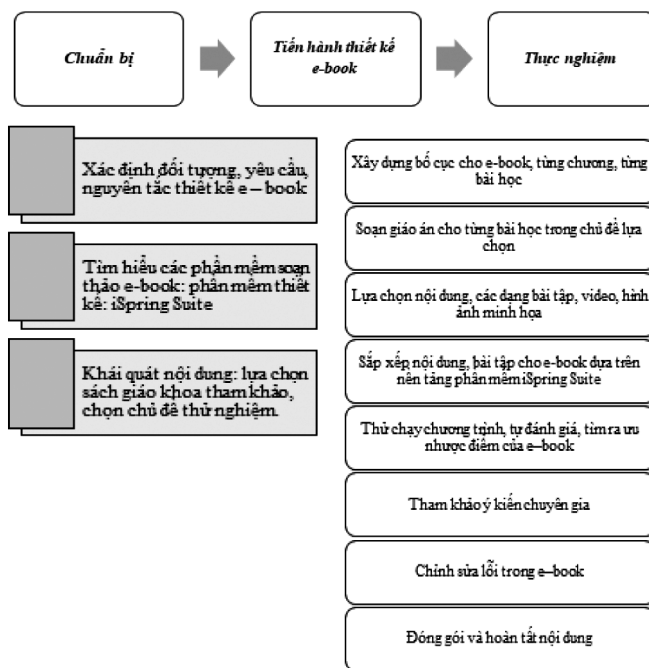 Chuẩn bị
Tiến hành thiết kế
e-book
Thực nghiệm
Xác định đối tượng, yêu cầu,
nguyên tắc thiết kế e – book
Tìm hiểu các phần mềm soạn
thảo e-book: phần mềm thiết
kế: iSpring Suite
Khái quát nội dung: lựa chọn
sách giáo khoa tham khảo,
chọn chủ đề thử nghiệm.
Xây dựng bố cục cho e-book, từng chương, từng
bài học
Soạn giáo án cho từng bài học trong chủ đề lựa
chọn
Lựa chọn nội dung, các dạng bài tập, video, hình
ảnh minh họa
Sắp xếp nội dung, bài tập cho e-book dựa trên
nền tảng phần mềm iSpring Suite
Thử chạy chương trình, tự đánh giá, tìm ra ưu
nhược điểm của e–book
Tham khảo ý kiến chuyên gia
Chỉnh sửa lỗi trong e–book
Đóng gói và hoàn tất nội dung